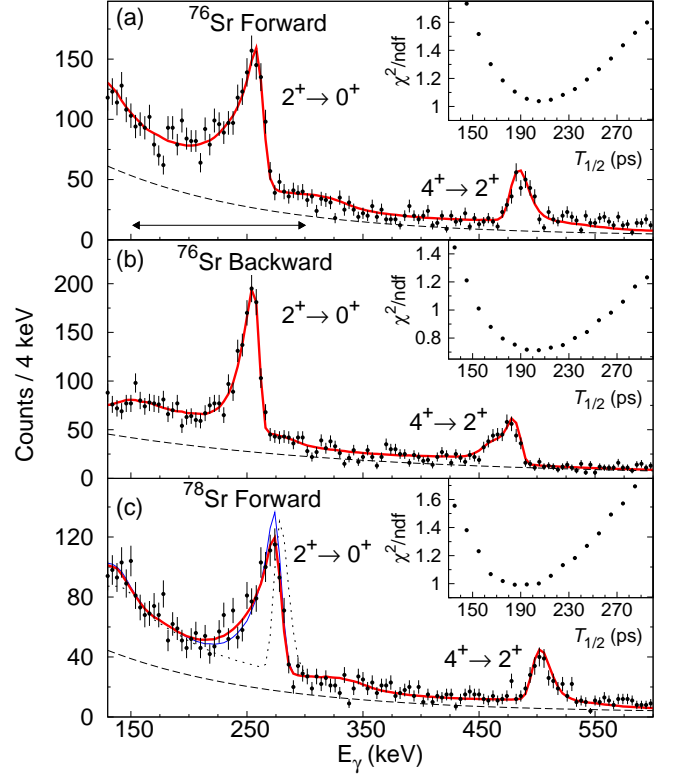 (a) ⁷⁶Sr Forward
2⁺→0⁺
4⁺→2⁺
150
100
50
0
χ²/ndf
1.6
1.4
1.2
1
150 190 230 270
T₁/₂ (ps)
(b) ⁷⁶Sr Backward
2⁺→0⁺
4⁺→2⁺
Counts / 4 keV
200
150
100
50
0
χ²/ndf
1.4
1.2
1
0.8
150 190 230 270
T₁/₂ (ps)
(c) ⁷⁸Sr Forward
2⁺→0⁺
4⁺→2⁺
120
80
40
0
χ²/ndf
1.6
1.4
1.2
1
150 190 230 270
T₁/₂ (ps)
150 250 350 450 550
Eγ (keV)